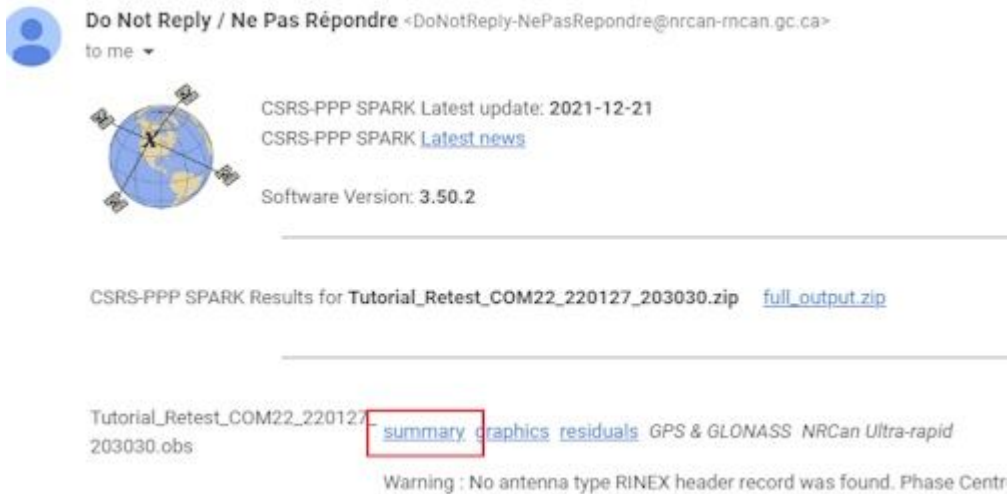 Do Not Reply / Ne Pas Répondre <DoNotReply-NePasRepondre@nrcan-rncan.gc.ca>
to me
CSRS-PPP SPARK Latest update: 2021-12-21
CSRS-PPP SPARK Latest news
X
Software Version: 3.50.2
CSRS-PPP SPARK Results for Tutorial_Retest_COM22_220127_203030.zip full_output.zip
Tutorial_Retest_COM22_220127_
203030.obs
summary graphics residuals GPS & GLONASS NRCan Ultra-rapid
Warning : No antenna type RINEX header record was found. Phase Centr